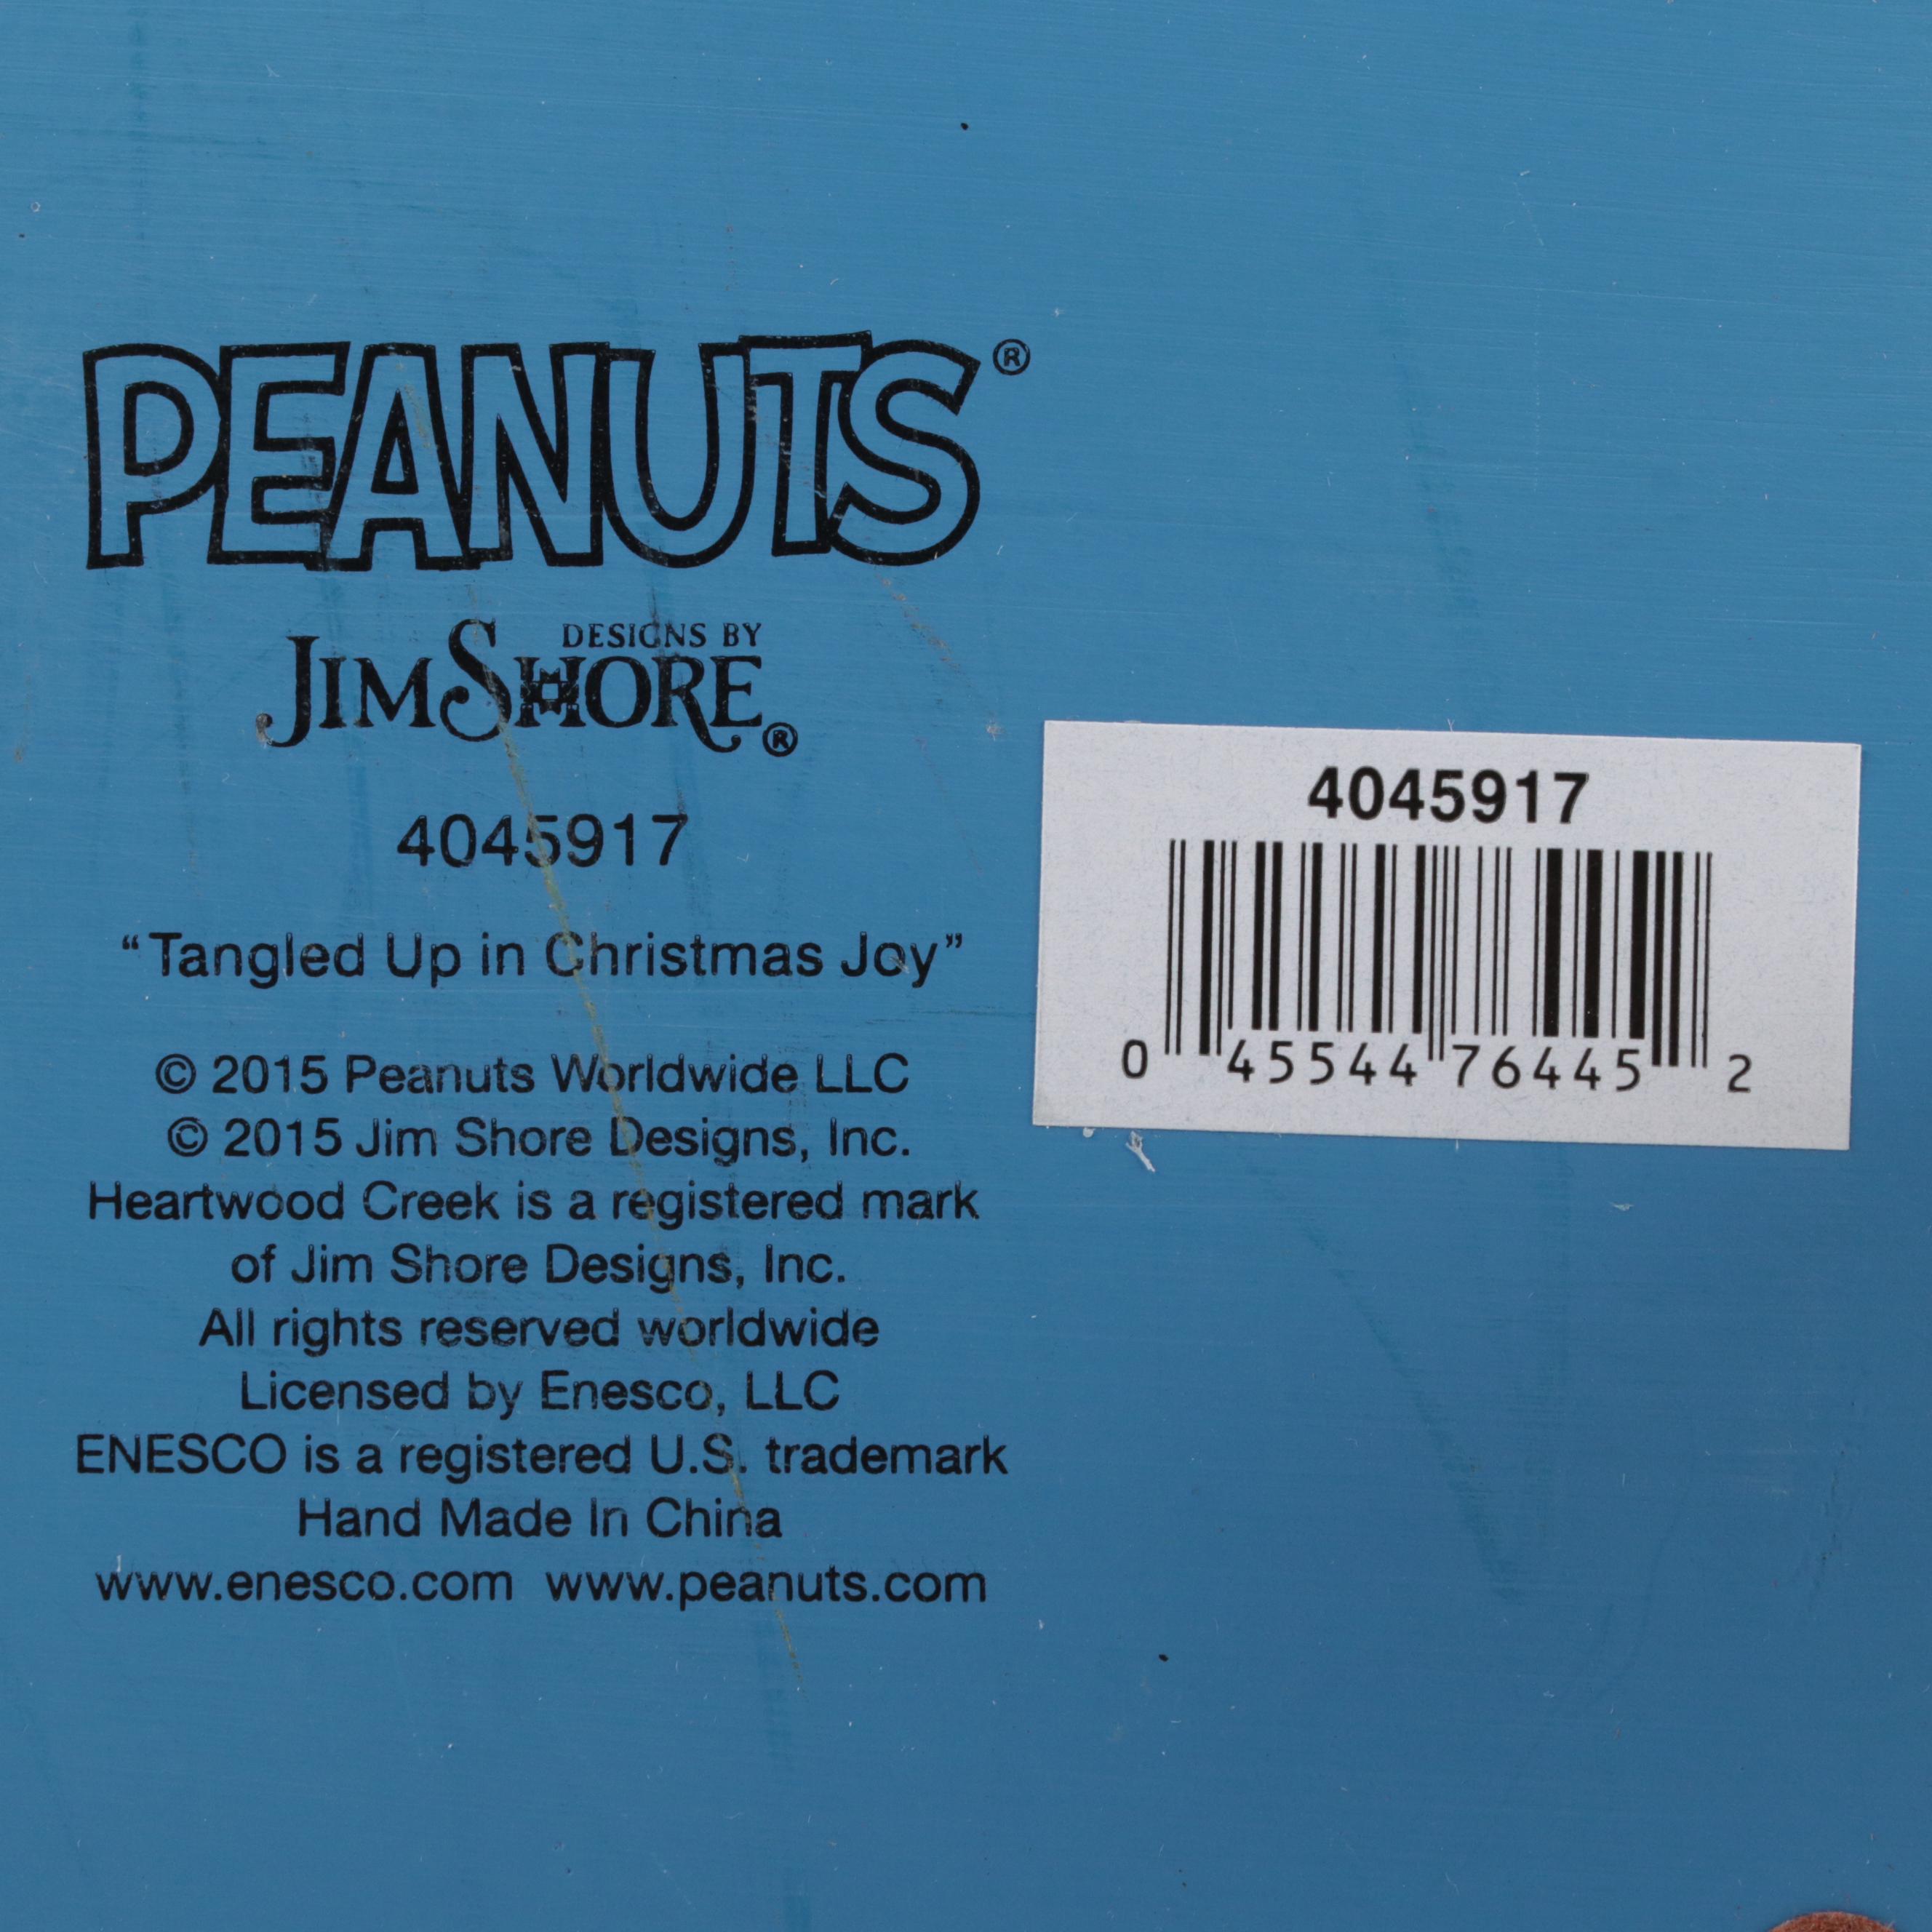 PEANUTS®
DESIGNS BY
JIM SHORE®
4045917
“Tangled Up in Christmas Joy”
© 2015 Peanuts Worldwide LLC
© 2015 Jim Shore Designs, Inc.
Heartwood Creek is a registered mark
of Jim Shore Designs, Inc.
All rights reserved worldwide
Licensed by Enesco, LLC
ENESCO is a registered U.S. trademark
Hand Made In China
www.enesco.com www.peanuts.com
4045917
0 45544 76445 2